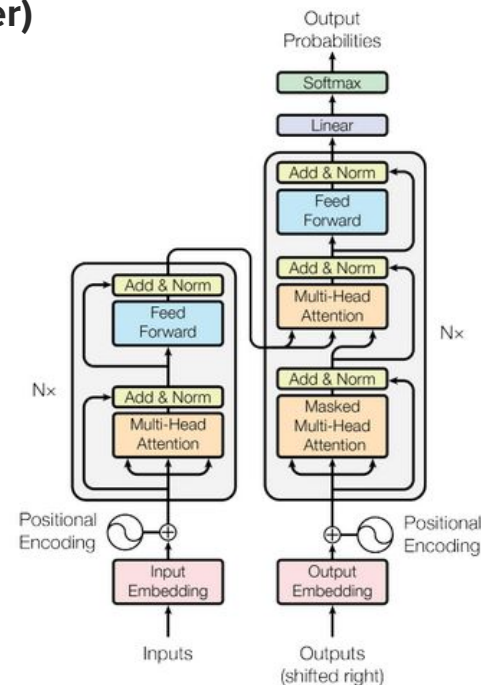 er)
Output
Probabilities
Softmax
Linear
Add & Norm
Feed
Forward
Add & Norm
Multi-Head
Attention
Add & Norm
Masked
Multi-Head
Attention
Nx
Add & Norm
Feed
Forward
Add & Norm
Multi-Head
Attention
Nx
Positional
Encoding
Positional
Encoding
Input
Embedding
Output
Embedding
Inputs
Outputs
(shifted right)